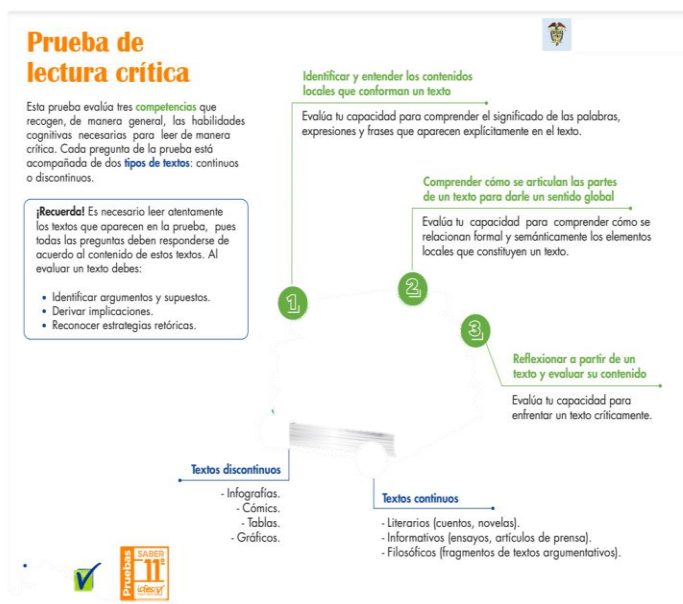 Prueba de
lectura crítica
Esta prueba evalúa tres competencias que
recogen, de manera general, las habilidades
cognitivas necesarias para leer de manera
crítica. Cada pregunta de la prueba está
acompañada de dos tipos de textos: continuos
o discontinuos.
¡Recuerda! Es necesario leer atentamente
los textos que aparecen en la prueba, pues
todas las preguntas deben responderse de
acuerdo al contenido de estos textos. Al
evaluar un texto debes:
• Identificar argumentos y supuestos.
• Derivar implicaciones.
• Reconocer estrategias retóricas.
Identificar y entender los contenidos
locales que conforman un texto
Evalúa tu capacidad para comprender el significado de las palabras,
expresiones y frases que aparecen explícitamente en el texto.
1
Comprender cómo se articulan las partes
de un texto para darle un sentido global
Evalúa tu capacidad para comprender cómo se
relacionan formal y semánticamente los elementos
locales que constituyen un texto.
2
3
Reflexionar a partir de un
texto y evaluar su contenido
Evalúa tu capacidad para
enfrentar un texto críticamente.
Textos discontinuos
- Infografías.
- Cómics.
- Tablas.
- Gráficos.
Textos continuos
- Literarios (cuentos, novelas).
- Informativos (ensayos, artículos de prensa).
- Filosóficos (fragmentos de textos argumentativos).
Pruebas
SABER
11°
icfes